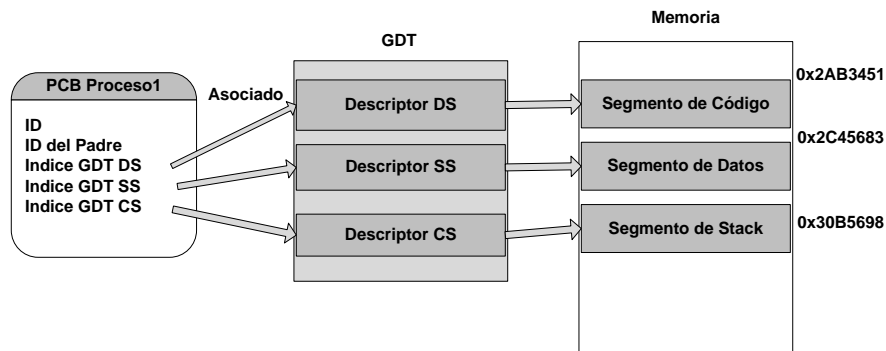 Memoria
GDT
0x2AB3451
PCB Proceso1
Asociado
Descriptor DS
Segmento de Código
ID
ID del Padre
Indice GDT DS
Indice GDT SS
Indice GDT CS
0x2C45683
Descriptor SS
Segmento de Datos
Descriptor CS
Segmento de Stack
0x30B5698